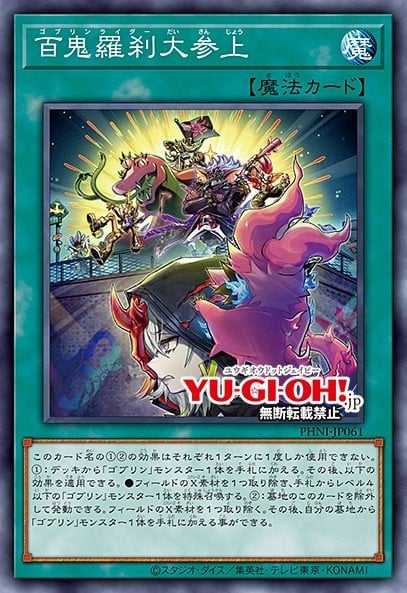 ゴブリンライダーだいさんじょう
百鬼羅刹大参上
魔
まほう
【魔法カード】
ユウギオウドットジェイピー
YU-GI-OH!.jp
無断転載禁止
PHNI-JP061
このカード名の①②の効果はそれぞれ1ターンに1度しか使用できない。
①:デッキから「ゴブリン」モンスター1体を手札に加える。その後、以下の
効果を適用できる。●フィールドのX素材を1つ取り除き、手札からレベル4
以下の「ゴブリン」モンスター1体を特殊召喚する。②:墓地のこのカードを除外
して発動できる。フィールドのX素材を1つ取り除く。その後、自分の墓地から
「ゴブリン」モンスター1体を手札に加える事ができる。
©スタジオ・ダイス/集英社・テレビ東京・KONAMI